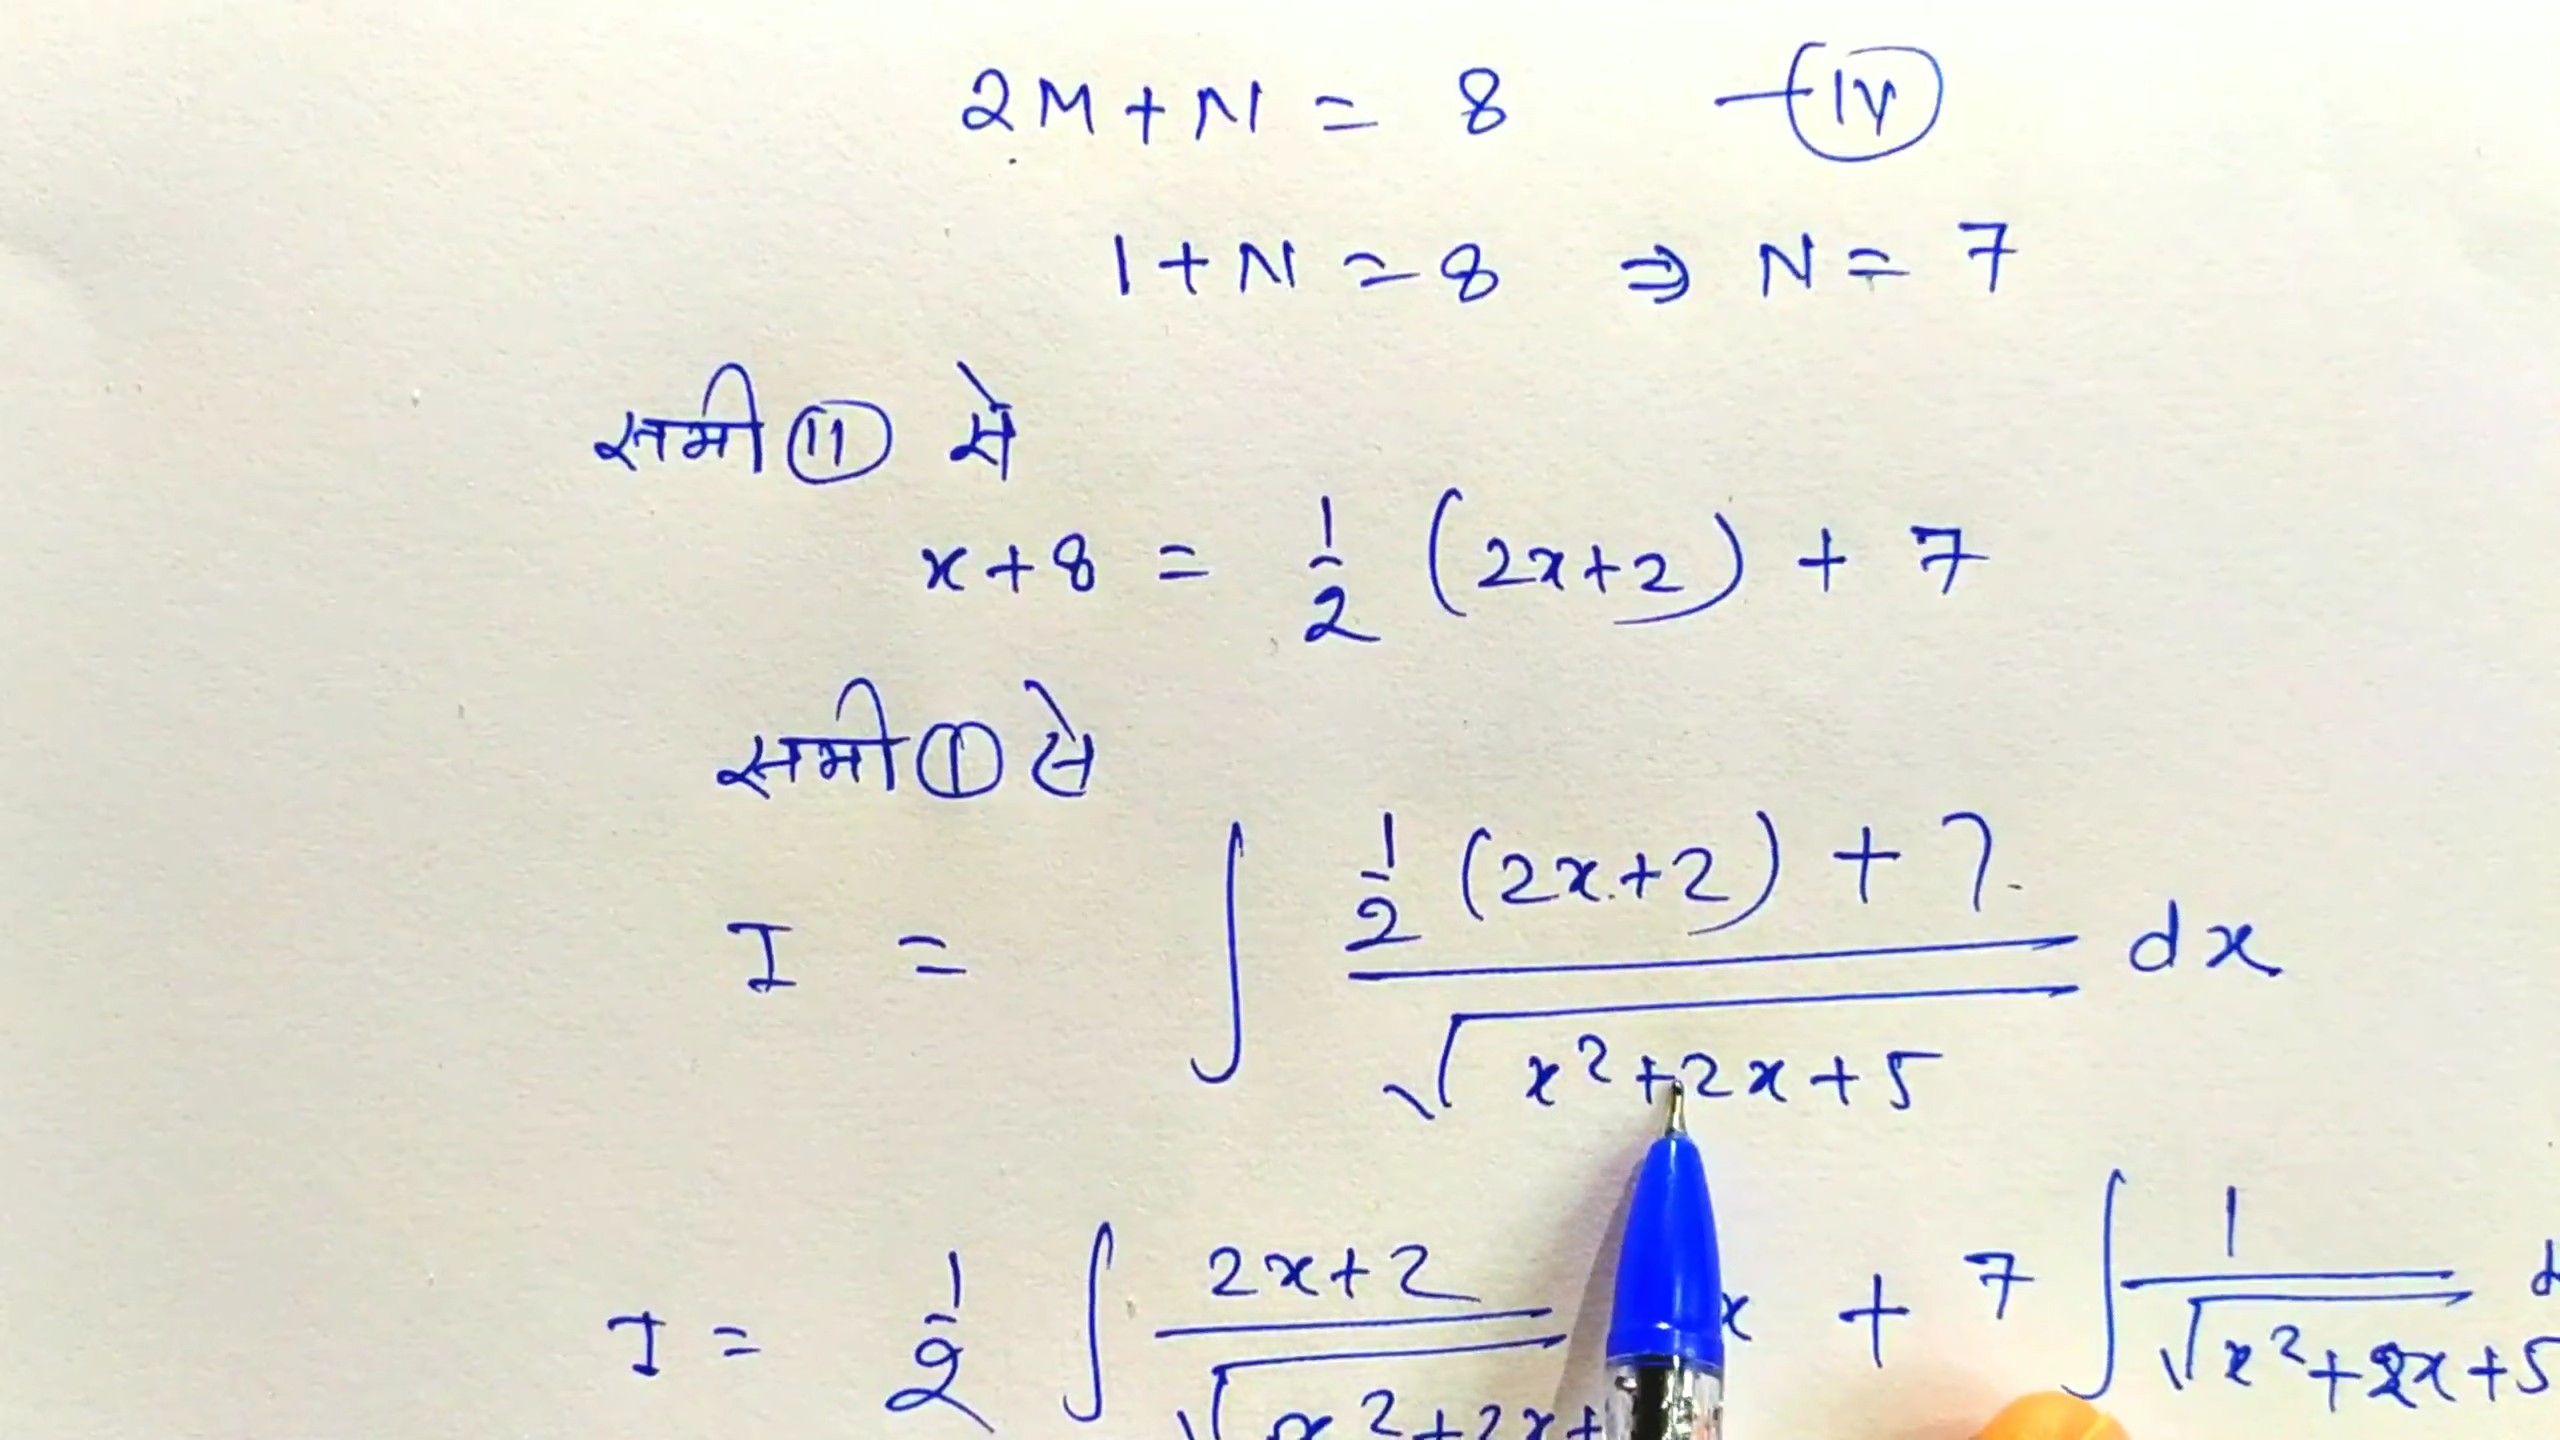 2M + N = 8 — (IV)
1 + N = 8 ⇒ N = 7
समी (II) से
x + 8 = 1/2 (2x + 2) + 7
समी (I) से
I = ∫ (1/2 (2x + 2) + 7) / √(x² + 2x + 5) dx
I = 1/2 ∫ (2x + 2) / √(x² + 2x + x + 7 ∫ 1 / √(x² + 2x + 5 d